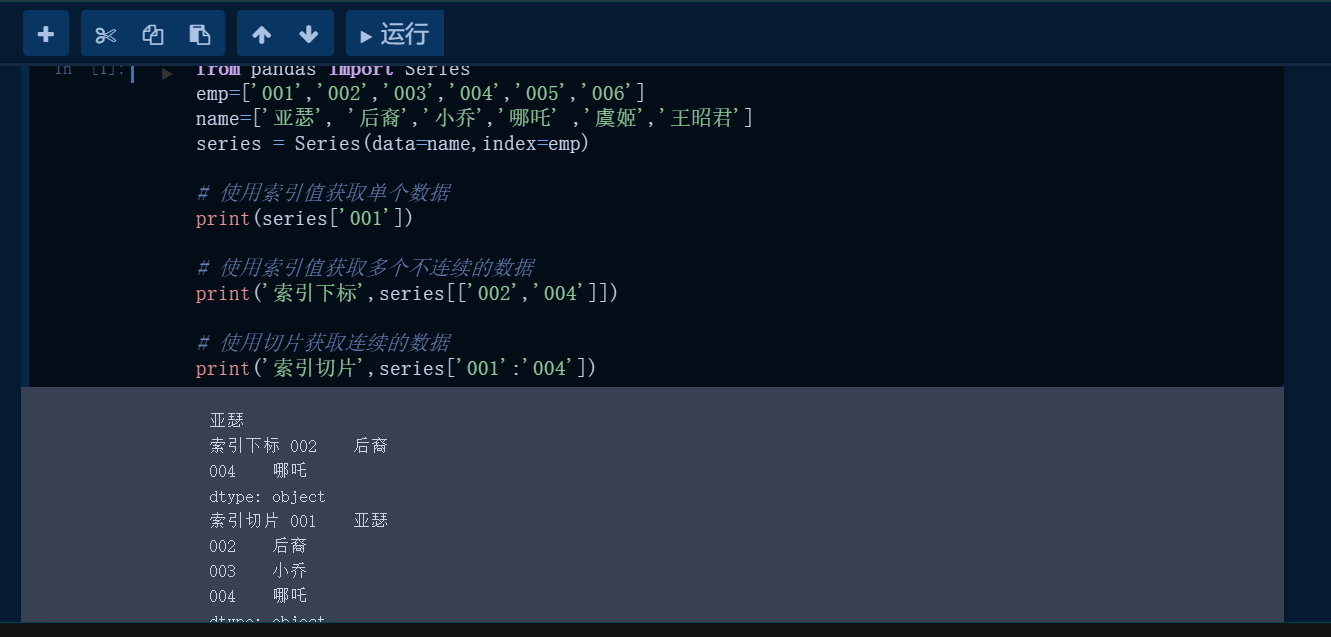 运行
In [1]:
from pandas import Series
emp=['001','002','003','004','005','006']
name=['亚瑟', '后裔','小乔','哪吒' ,'虞姬','王昭君']
series = Series(data=name,index=emp)
# 使用索引值获取单个数据
print(series['001'])
# 使用索引值获取多个不连续的数据
print('索引下标',series[['002','004']])
# 使用切片获取连续的数据
print('索引切片',series['001':'004'])
亚瑟
索引下标 002    后裔
004    哪吒
dtype: object
索引切片 001    亚瑟
002    后裔
003    小乔
004    哪吒
dtype: object